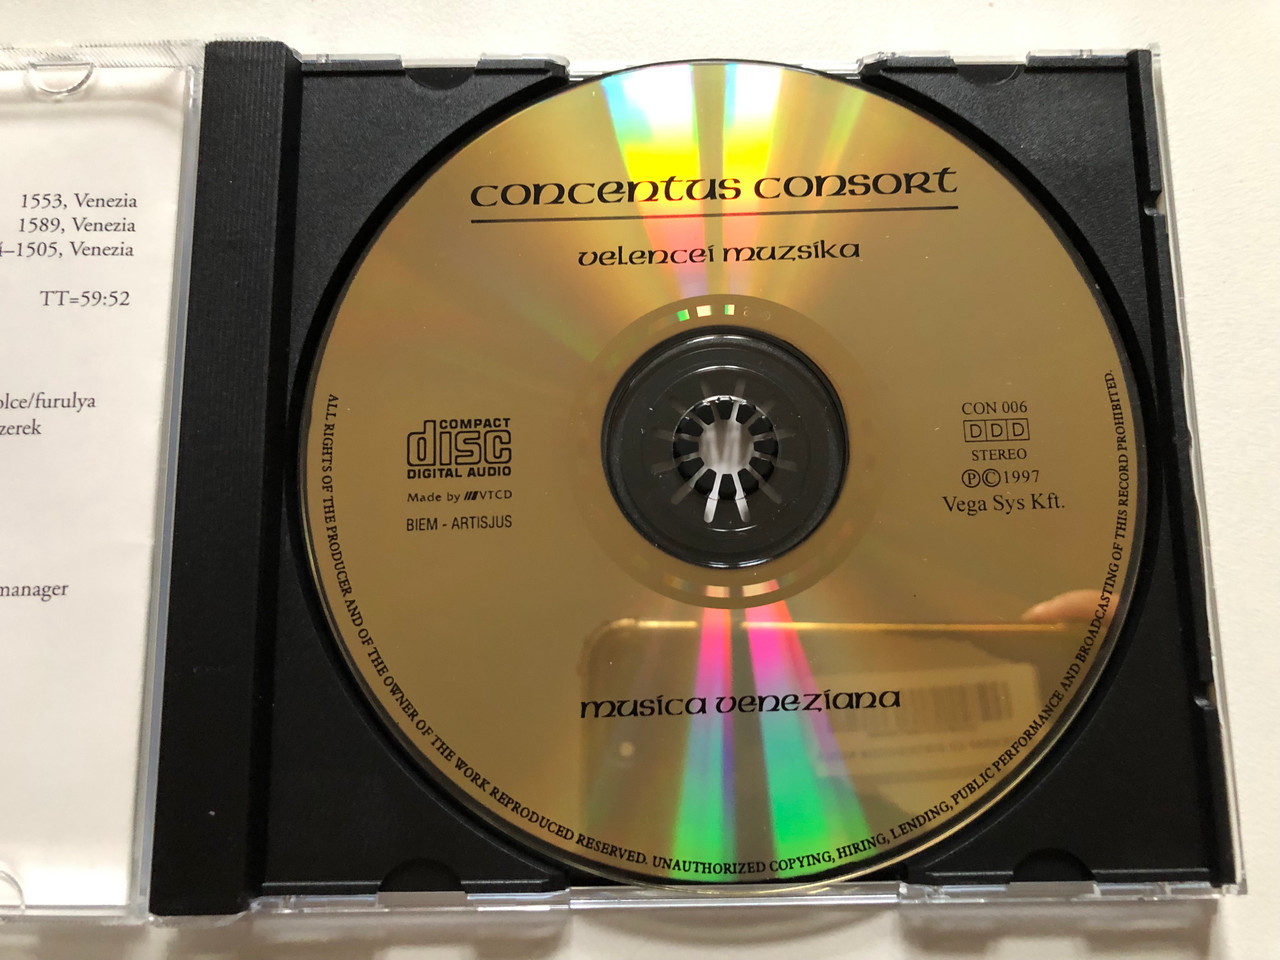 1553, Venezia
1589, Venezia
–1505, Venezia
TT=59:52
olce/furulya
zerek
manager
concentus consort
velencei muzsika
COMPACT
disc
DIGITAL AUDIO
Made by VTCD
BIEM - ARTISJUS
CON 006
DDD
STEREO
℗©1997
Vega Sys Kft.
musica veneziana
ALL RIGHTS OF THE PRODUCER AND OF THE OWNER OF THE WORK REPRODUCED RESERVED. UNAUTHORIZED COPYING, HIRING, LENDING, PUBLIC PERFORMANCE AND BROADCASTING OF THIS RECORD PROHIBITED.